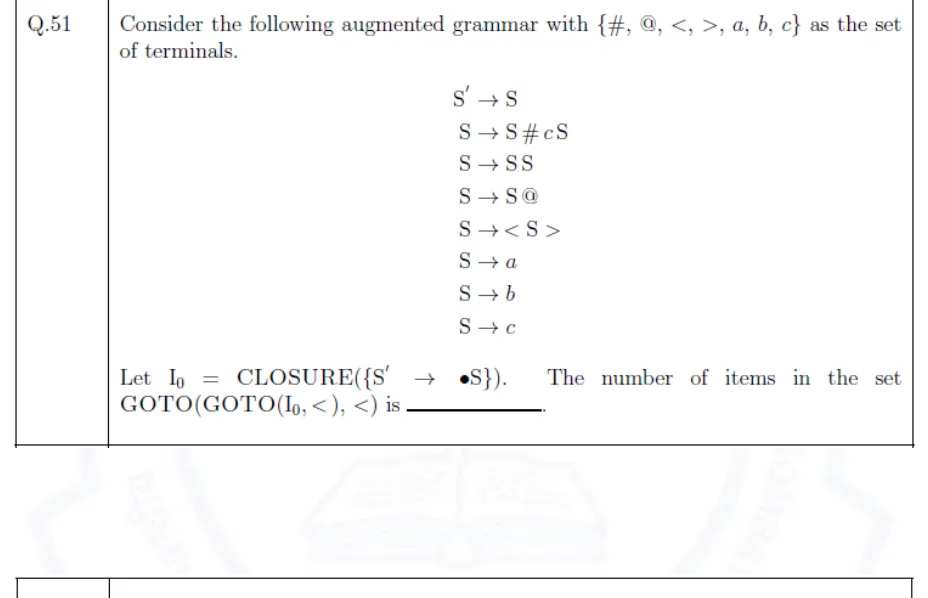 Q.51 Consider the following augmented grammar with {#, @, <, >, a, b, c} as the set
of terminals.
S′ → S
S → S # c S
S → S S
S → S @
S → < S >
S → a
S → b
S → c
Let I₀ = CLOSURE({S′ → •S}). The number of items in the set
GOTO(GOTO(I₀, < ), <) is ____________.